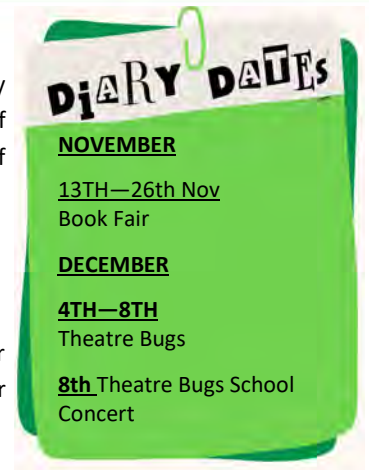 DiARY DATEs
NOVEMBER
13TH—26th Nov
Book Fair
DECEMBER
4TH—8TH
Theatre Bugs
8th Theatre Bugs School
Concert